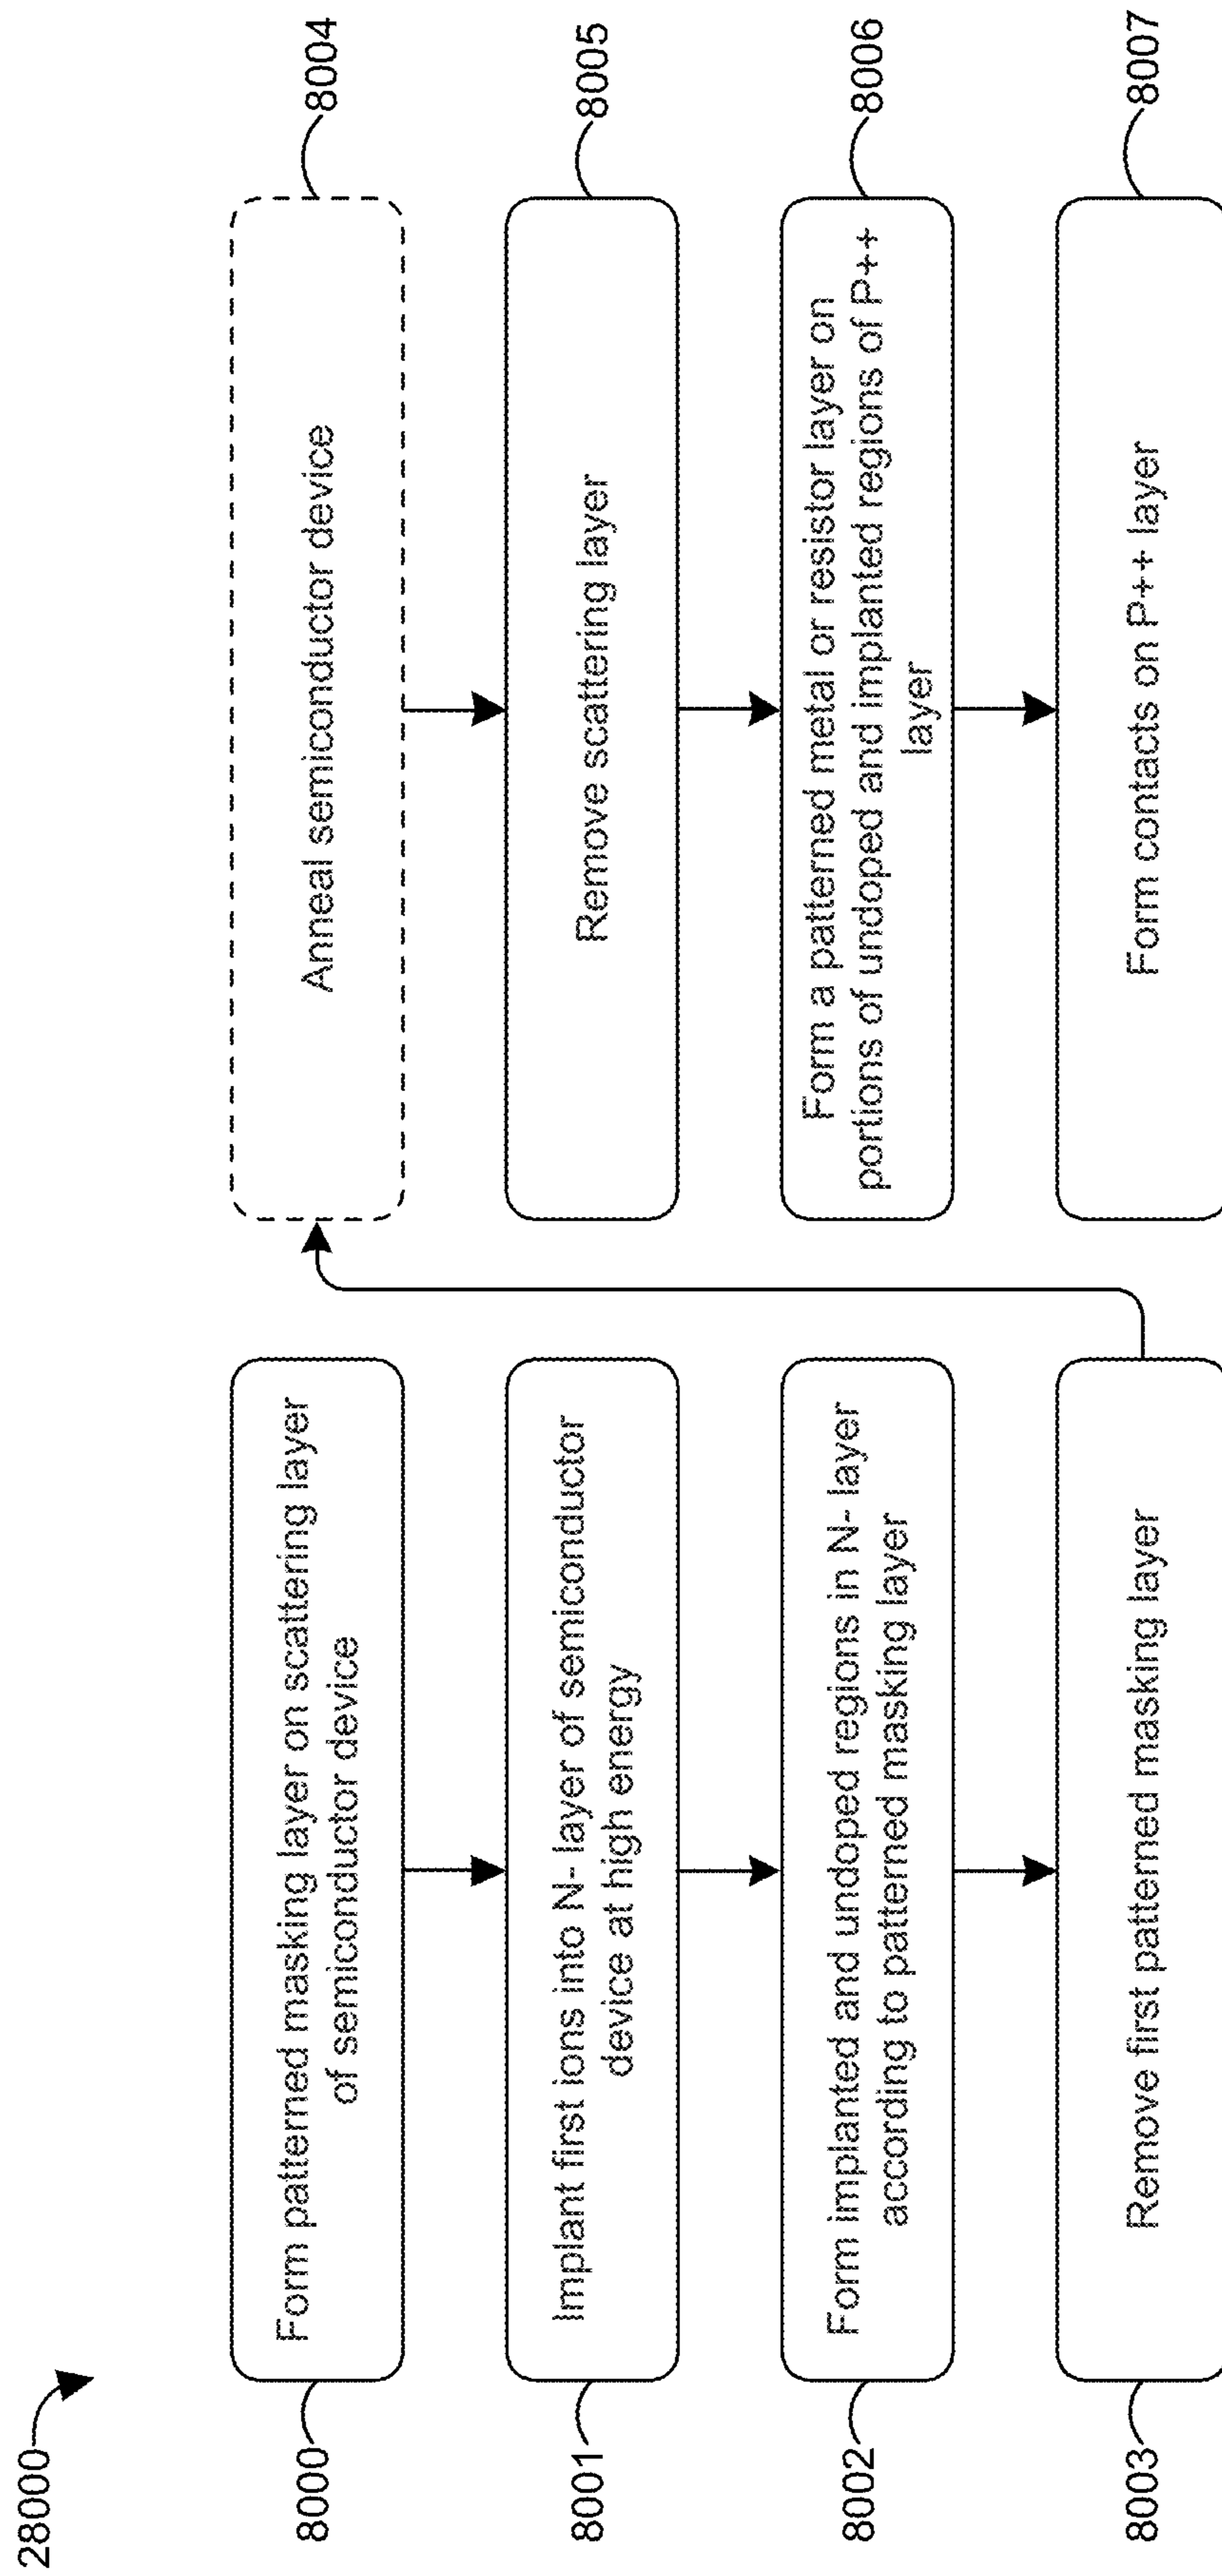 28000
8000
Form patterned masking layer on scattering layer
of semiconductor device
8001
Implant first ions into N- layer of semiconductor
device at high energy
8002
Form implanted and undoped regions in N- layer
according to patterned masking layer
8003
Remove first patterned masking layer
8004
Anneal semiconductor device
8005
Remove scattering layer
8006
Form a patterned metal or resistor layer on
portions of undoped and implanted regions of P++
layer
8007
Form contacts on P++ layer